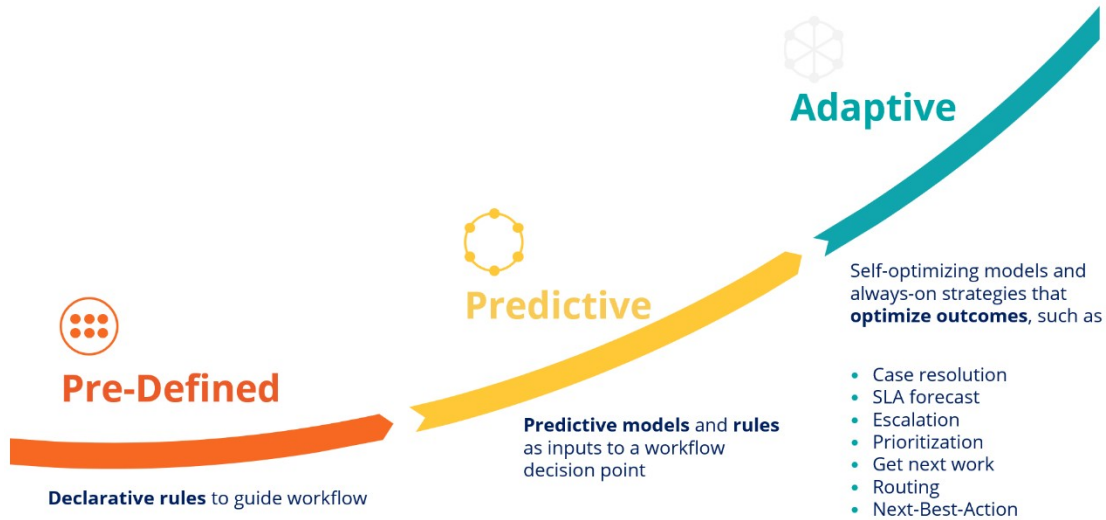 Pre-Defined
Declarative rules to guide workflow
Predictive
Predictive models and rules
as inputs to a workflow
decision point
Adaptive
Self-optimizing models and
always-on strategies that
optimize outcomes, such as
• Case resolution
• SLA forecast
• Escalation
• Prioritization
• Get next work
• Routing
• Next-Best-Action